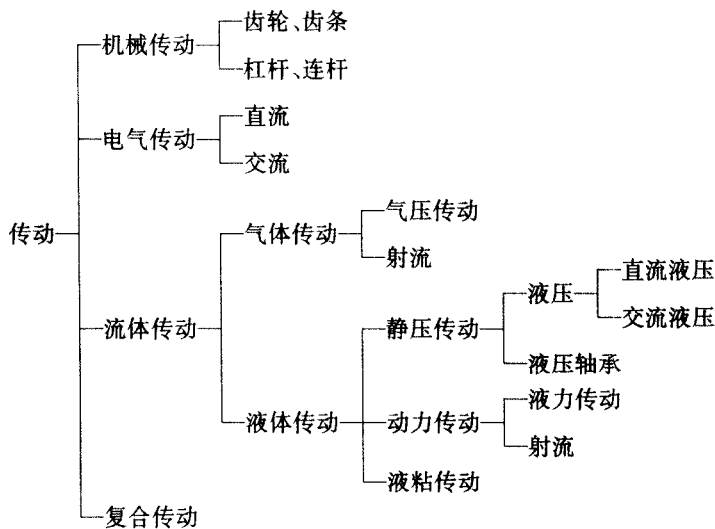 传动
机械传动
齿轮、齿条
杠杆、连杆
电气传动
直流
交流
流体传动
气体传动
气压传动
射流
液体传动
静压传动
液压
直流液压
交流液压
液压轴承
动力传动
液力传动
射流
液粘传动
复合传动